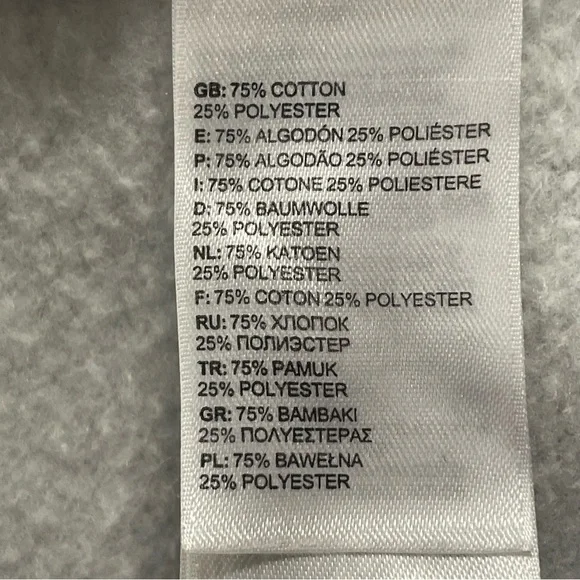 GB: 75% COTTON
25% POLYESTER
E: 75% ALGODÓN 25% POLIÉSTER
P: 75% ALGODÃO 25% POLIÉSTER
I: 75% COTONE 25% POLIESTERE
D: 75% BAUMWOLLE
25% POLYESTER
NL: 75% KATOEN
25% POLYESTER
F: 75% COTON 25% POLYESTER
RU: 75% ХЛОПОК
25% ПОЛИЭСТЕР
TR: 75% PAMUK
25% POLYESTER
GR: 75% ΒΑΜΒΑΚΙ
25% ΠΟΛΥΕΣΤΕΡΑΣ
PL: 75% BAWEŁNA
25% POLYESTER